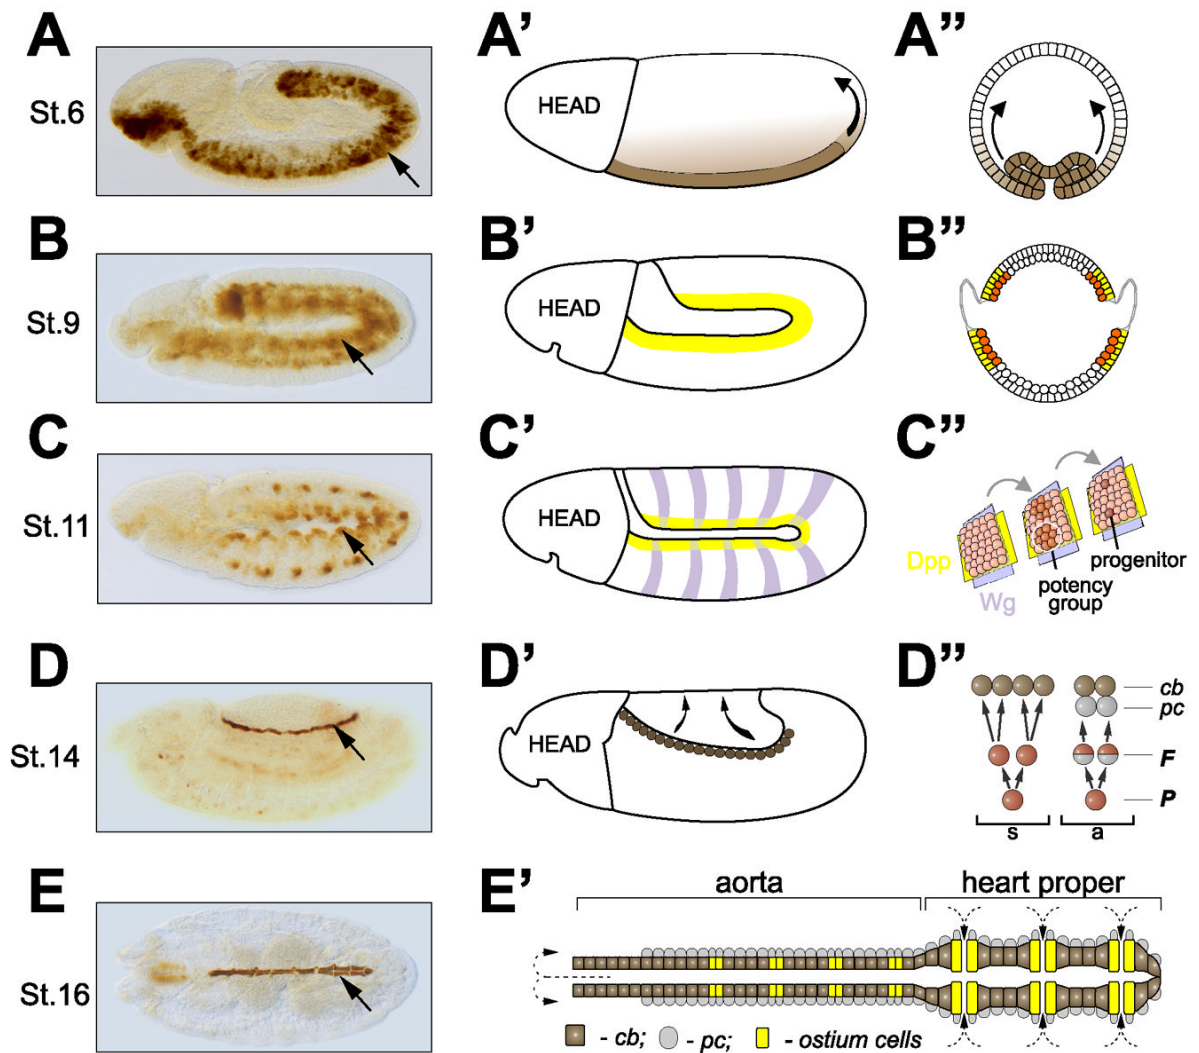 A
A'
A"
St.6
HEAD
B
B'
B"
St.9
HEAD
C
C'
C"
St.11
HEAD
Dpp
Wg
progenitor
potency
group
D
D'
D"
St.14
HEAD
cb
pc
F
P
s
a
E
E'
aorta
heart proper
St.16
- cb;
- pc;
- ostium cells